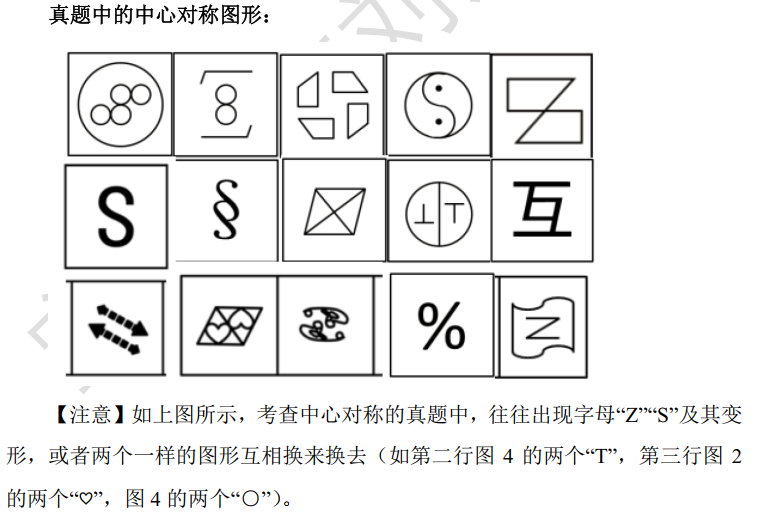 真题中的中心对称图形：
S § 互
%
Z
【注意】如上图所示，考查中心对称的真题中，往往出现字母“Z”“S”及其变
形，或者两个一样的图形互相换来换去（如第二行图 4 的两个“T”，第三行图 2
的两个“♡”，图 4 的两个“○”）。